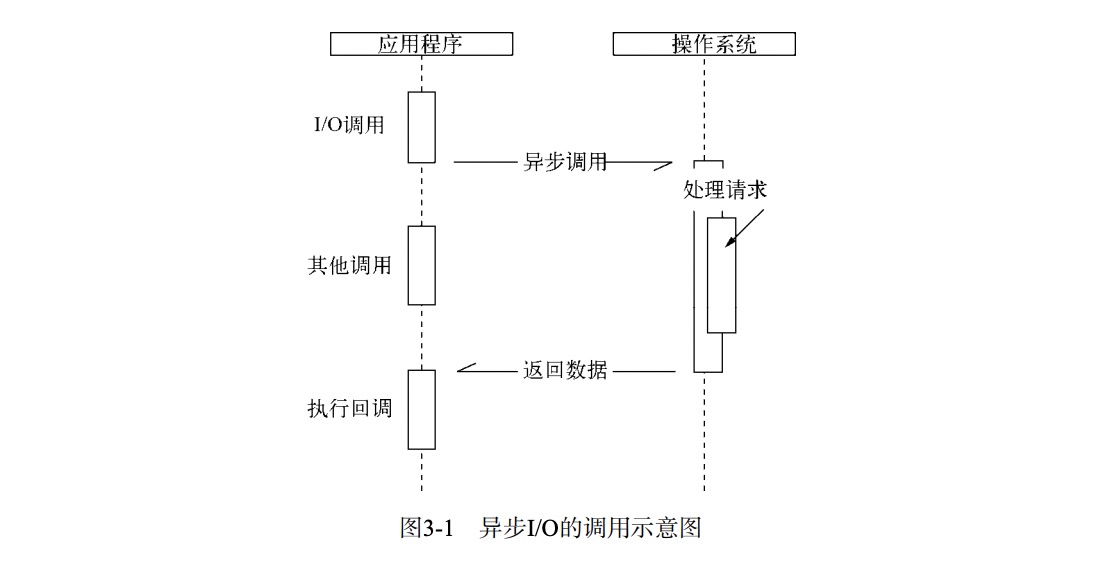 应用程序
操作系统
I/O调用
异步调用
处理请求
其他调用
返回数据
执行回调
图3-1 异步I/O的调用示意图